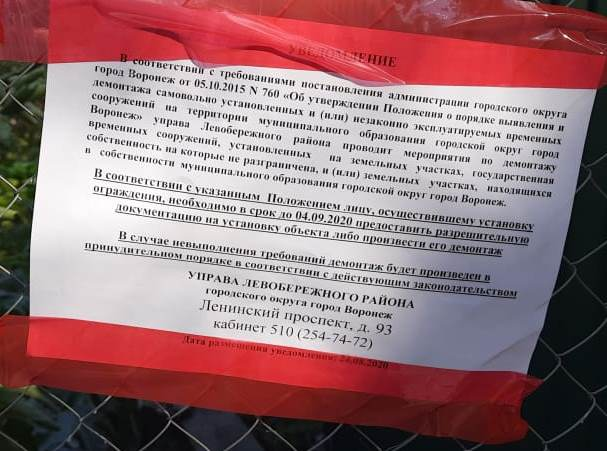 УВЕДОМЛЕНИЕ
В соответствии с требованиями постановления администрации городского округа
город Воронеж от 05.10.2015 N 760 «Об утверждении Положения о порядке выявления и
демонтажа самовольно установленных и (или) незаконно эксплуатируемых временных
сооружений на территории муниципального образования городской округ город
Воронеж» управа Левобережного района проводит мероприятия по демонтажу
временных сооружений, установленных на земельных участках, государственная
собственность на которые не разграничена, и (или) земельных участках, находящихся
в собственности муниципального образования городской округ город Воронеж.
В соответствии с указанным Положением лицу, осуществившему установку
ограждения, необходимо в срок до 04.09.2020 предоставить разрешительную
документацию на установку объекта либо произвести его демонтаж
В случае невыполнения требований демонтаж будет произведен в
принудительном порядке в соответствии с действующим законодательством
УПРАВА ЛЕВОБЕРЕЖНОГО РАЙОНА
городского округа город Воронеж
Ленинский проспект, д. 93
кабинет 510 (254-74-72)
Дата размещения уведомления: 24.08.2020